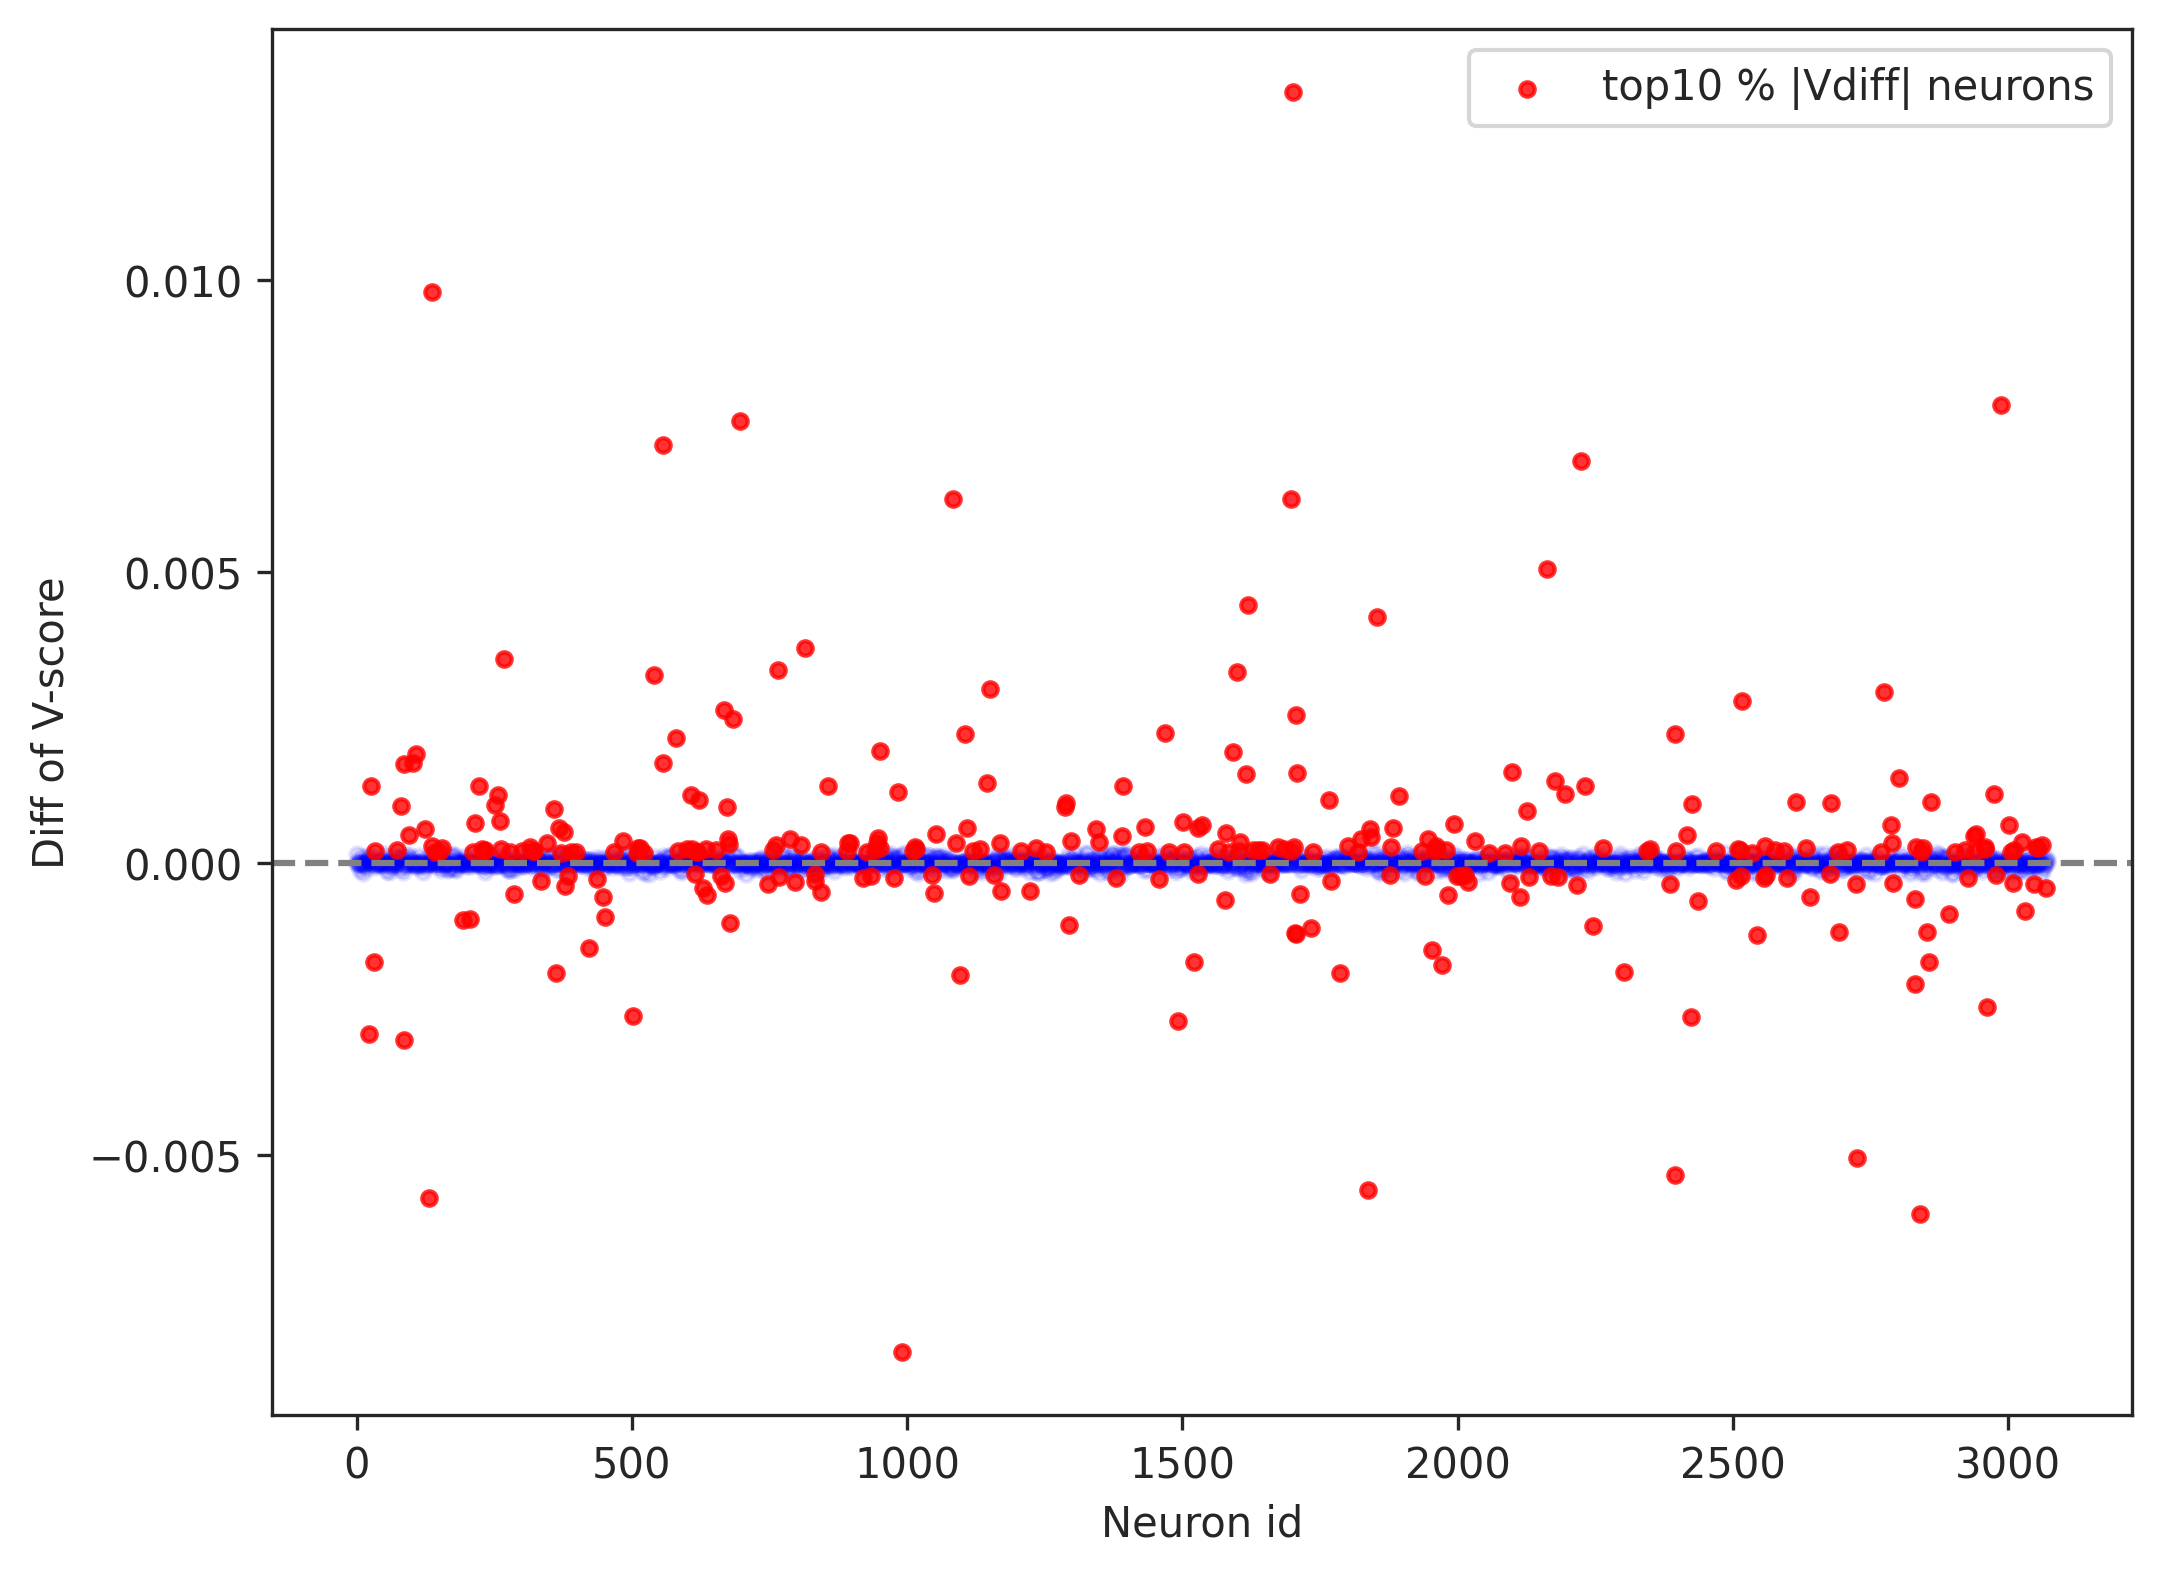 top10 % |Vdiff| neurons
0.010
0.005
0.000
−0.005
Diff of V-score
0 500 1000 1500 2000 2500 3000
Neuron id